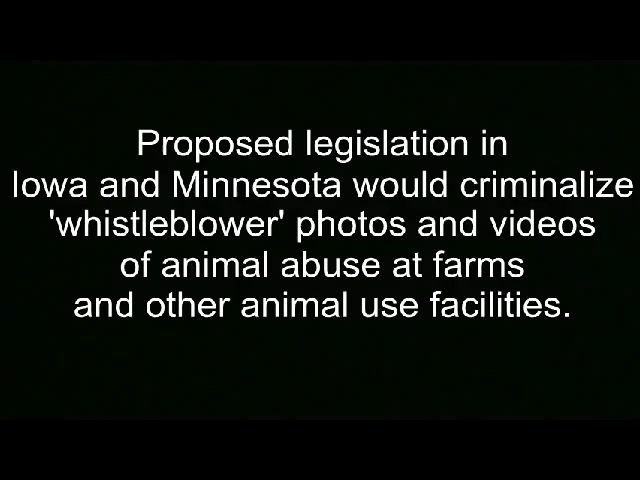 Proposed legislation in
Iowa and Minnesota would criminalize
'whistleblower' photos and videos
of animal abuse at farms
and other animal use facilities.